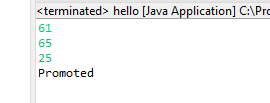 <terminated> hello [Java Application] C:\Pro
61
65
25
Promoted